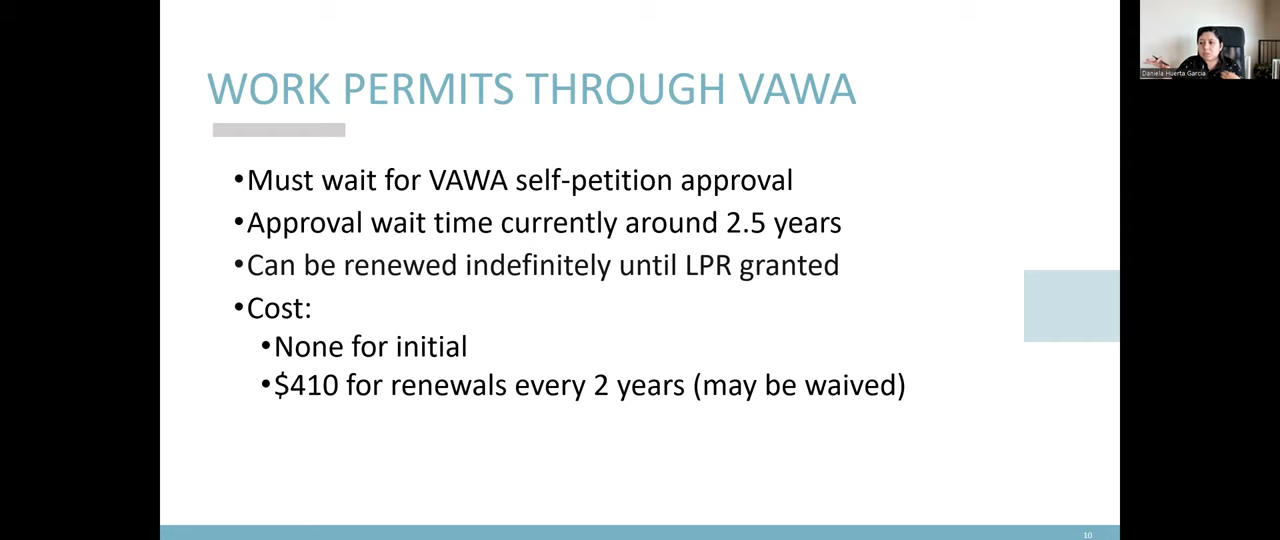 WORK PERMITS THROUGH VAWA
•Must wait for VAWA self-petition approval
•Approval wait time currently around 2.5 years
•Can be renewed indefinitely until LPR granted
•Cost:
•None for initial
•$410 for renewals every 2 years (may be waived)
10
Daniela Huerta Garcia